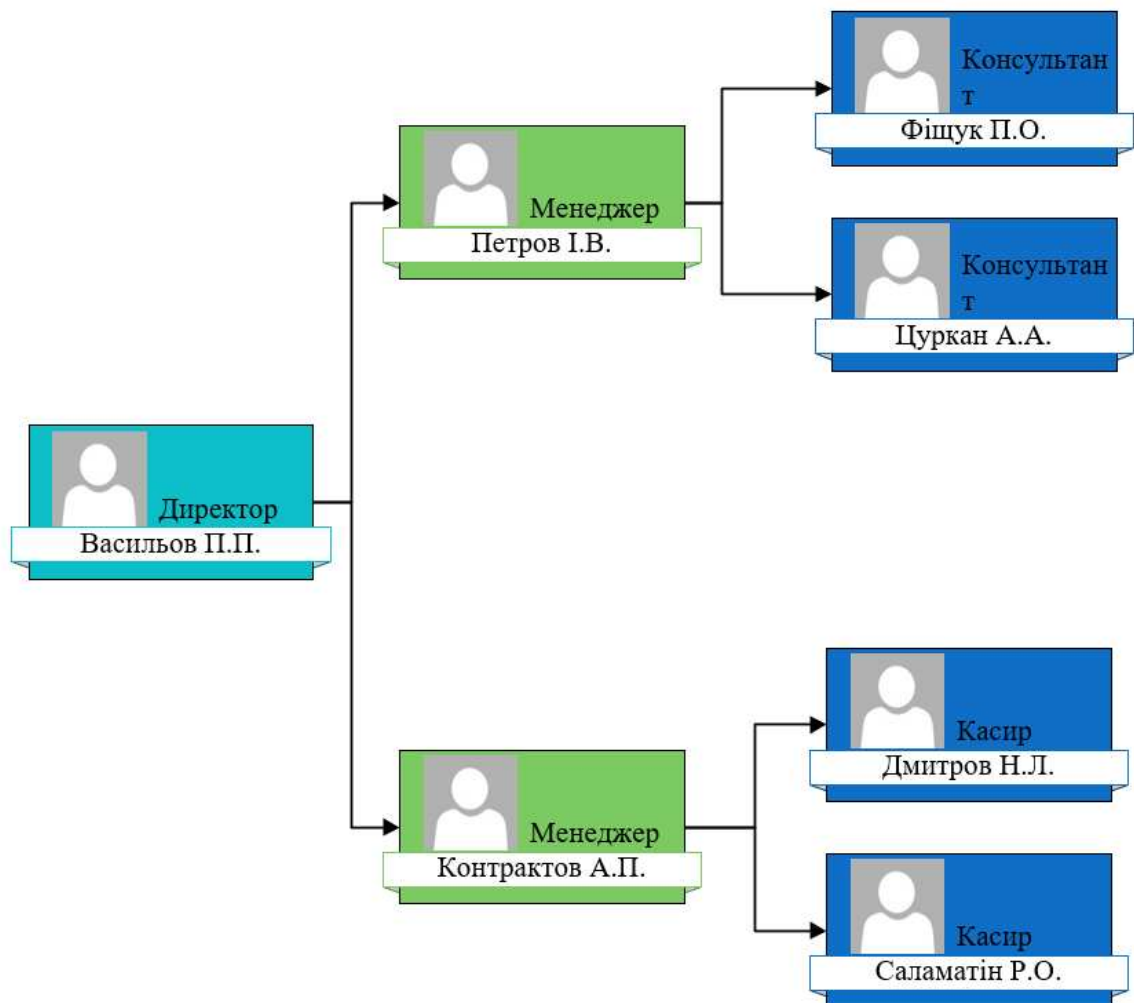 Консультан
т
Фіщук П.О.
Менеджер
Петров І.В.
Консультан
т
Цуркан А.А.
Директор
Васильов П.П.
Касир
Дмитров Н.Л.
Менеджер
Контрактов А.П.
Касир
Саламатін Р.О.